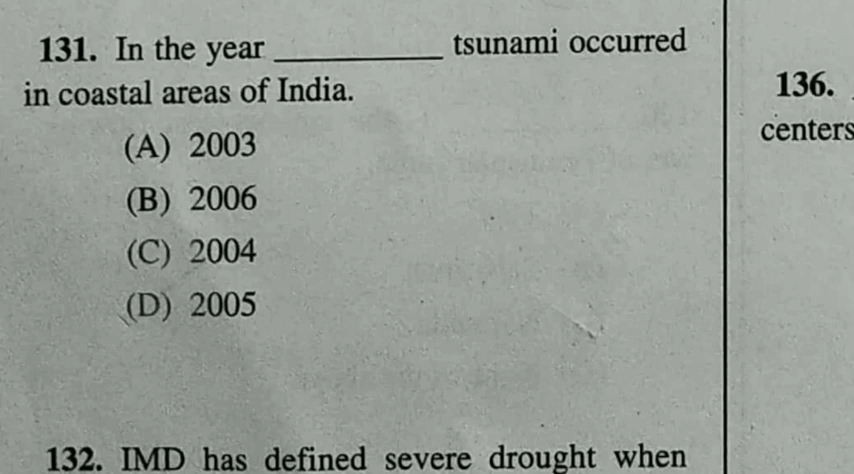 131. In the year __________ tsunami occurred
in coastal areas of India.
(A) 2003
(B) 2006
(C) 2004
(D) 2005
132. IMD has defined severe drought when
136.
centers